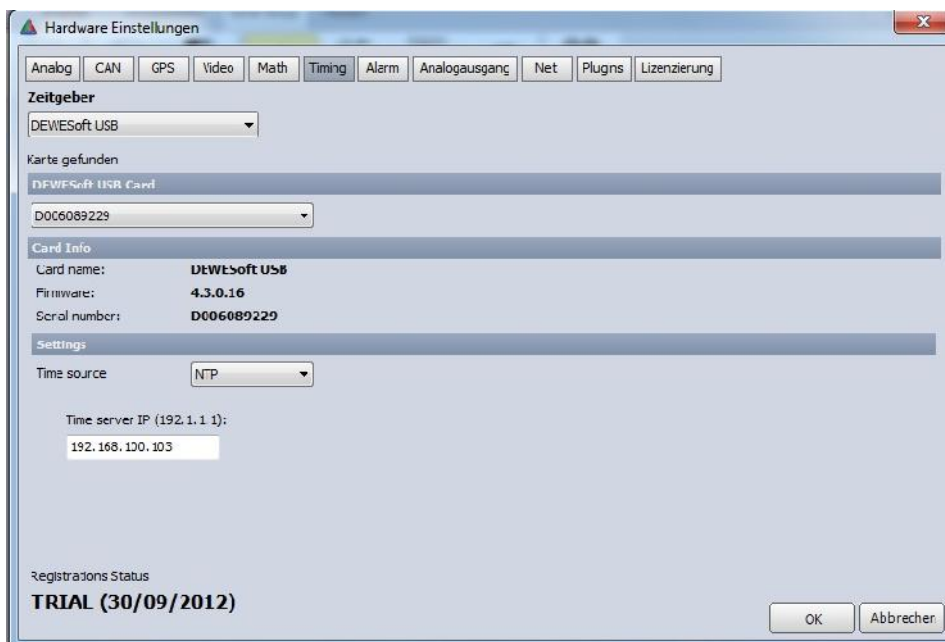 Hardware Einstellungen
Analog CAN GPS Video Math Timing Alarm Analogausgang Net Plugins Lizenzierung
Zeitgeber
DEWESoft USB
Karte gefunden
DEWESoft USB Card
D006089229
Card Info
Card name: DEWESoft USB
Firmware: 4.3.0.16
Serial number: D006089229
Settings
Time source NTP
Time server IP (192.1.1.1):
192.168.100.103
Registrations Status
TRIAL (30/09/2012)
OK Abbrechen